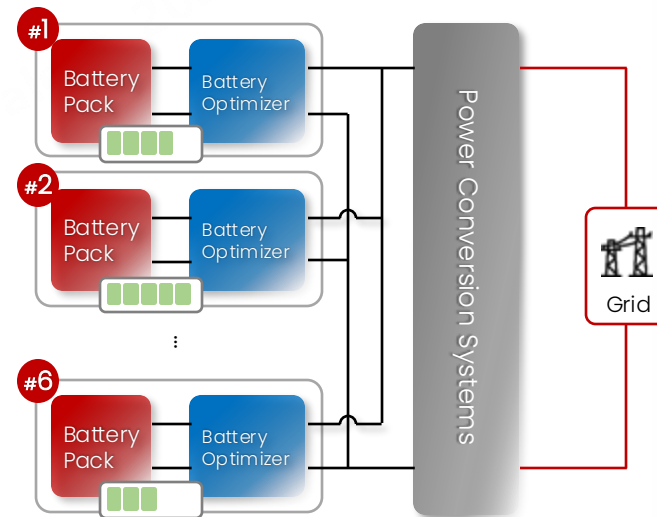 #1
Battery
Pack
Battery
Optimizer
#2
Battery
Pack
Battery
Optimizer
⋮
#6
Battery
Pack
Battery
Optimizer
Power Conversion Systems
Grid